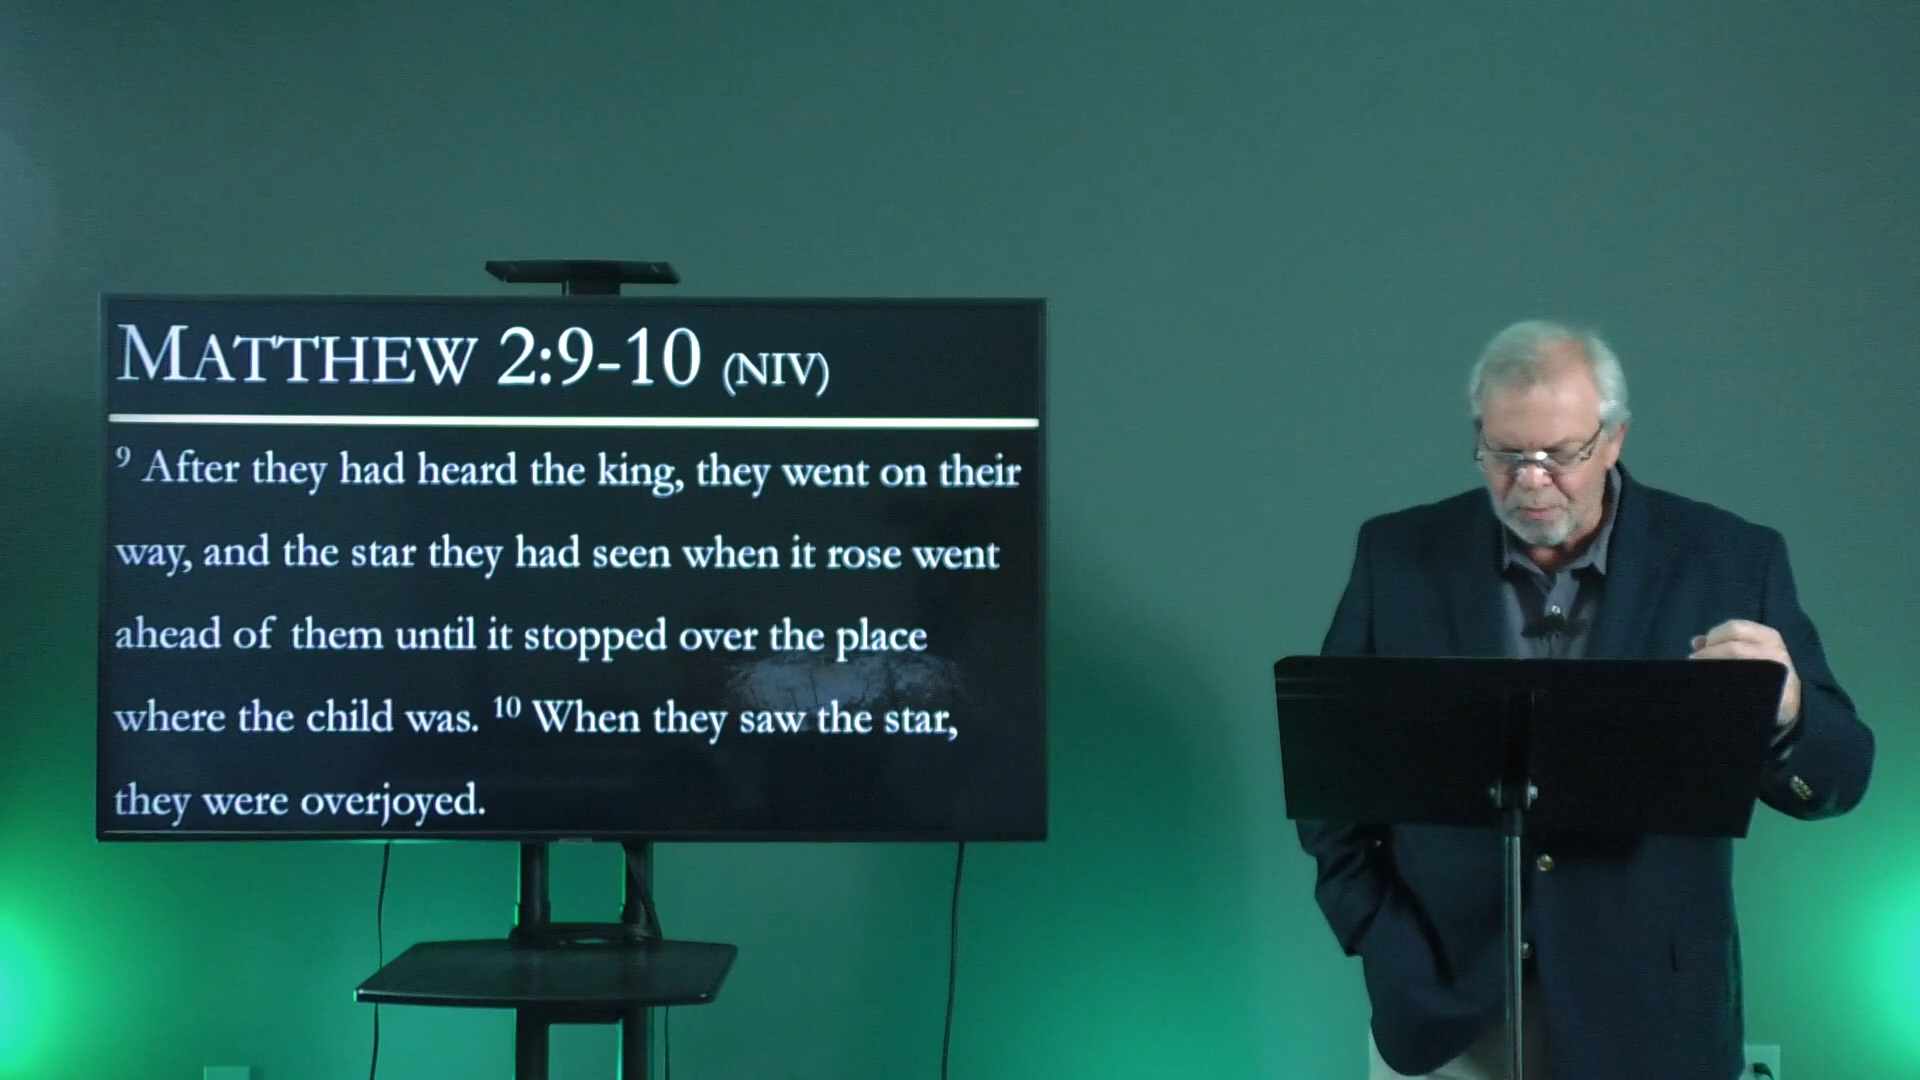 MATTHEW 2:9-10 (NIV)
9 After they had heard the king, they went on their
way, and the star they had seen when it rose went
ahead of them until it stopped over the place
where the child was. 10 When they saw the star,
they were overjoyed.